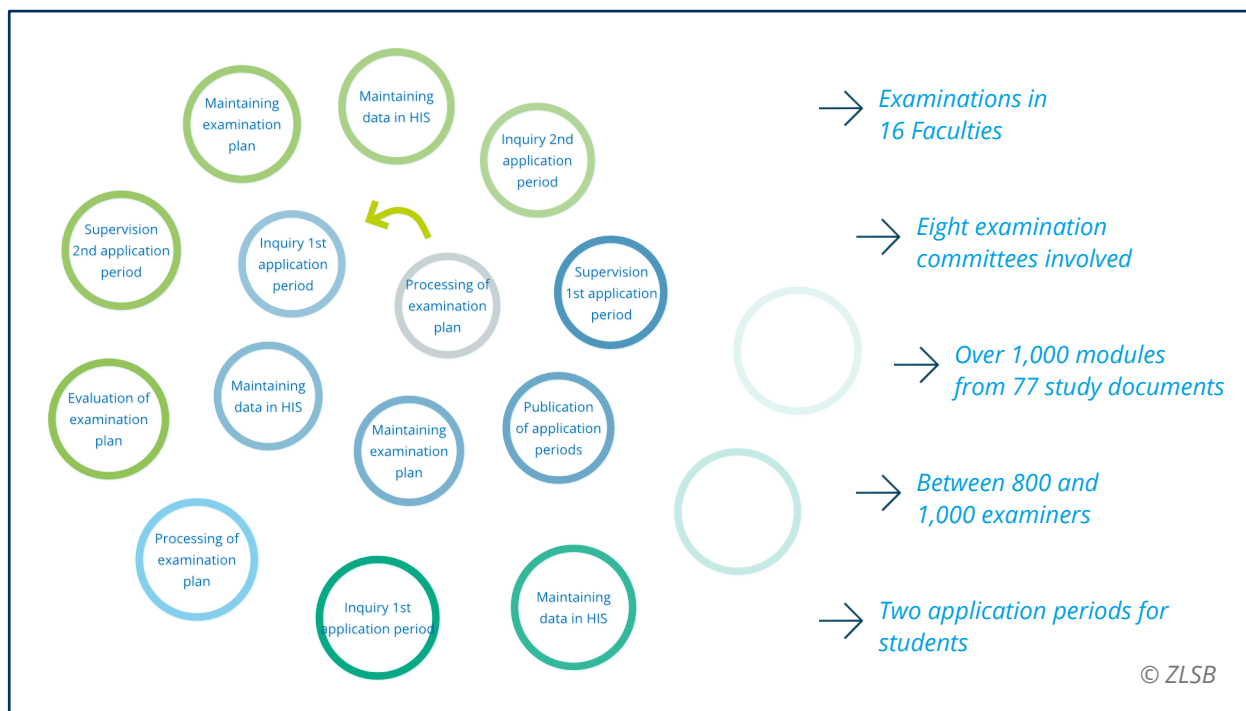 Maintaining
examination
plan
Maintaining
data in HIS
Inquiry 2nd
application
period
Supervision
2nd application
period
Inquiry 1st
application
period
Processing of
examination
plan
Supervision
1st application
period
Evaluation of
examination
plan
Maintaining
data in HIS
Maintaining
examination
plan
Publication
of application
periods
Processing of
examination
plan
Inquiry 1st
application period
Maintaining
data in HIS
Examinations in
16 Faculties
Eight examination
committees involved
Over 1,000 modules
from 77 study documents
Between 800 and
1,000 examiners
Two application periods for
students
© ZLSB